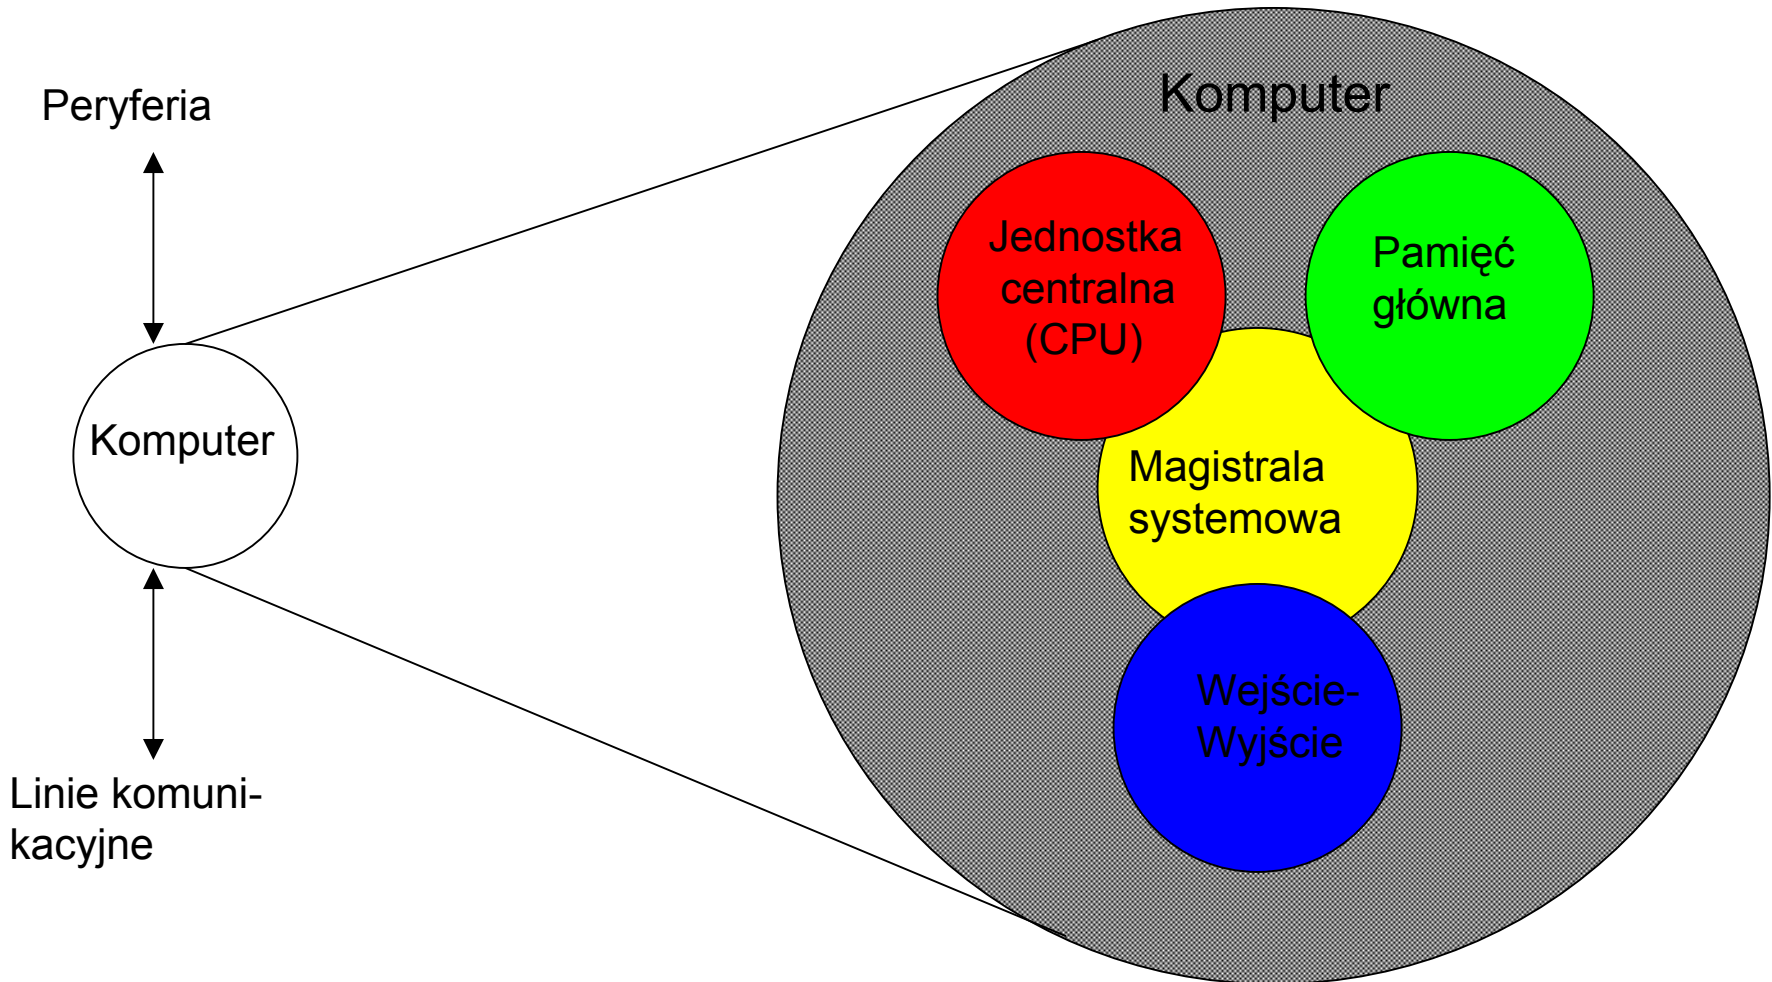 Peryferia
Komputer
Linie komuni-
kacyjne
Komputer
Jednostka
centralna
(CPU)
Pamięć
główna
Magistrala
systemowa
Wejście-
Wyjście